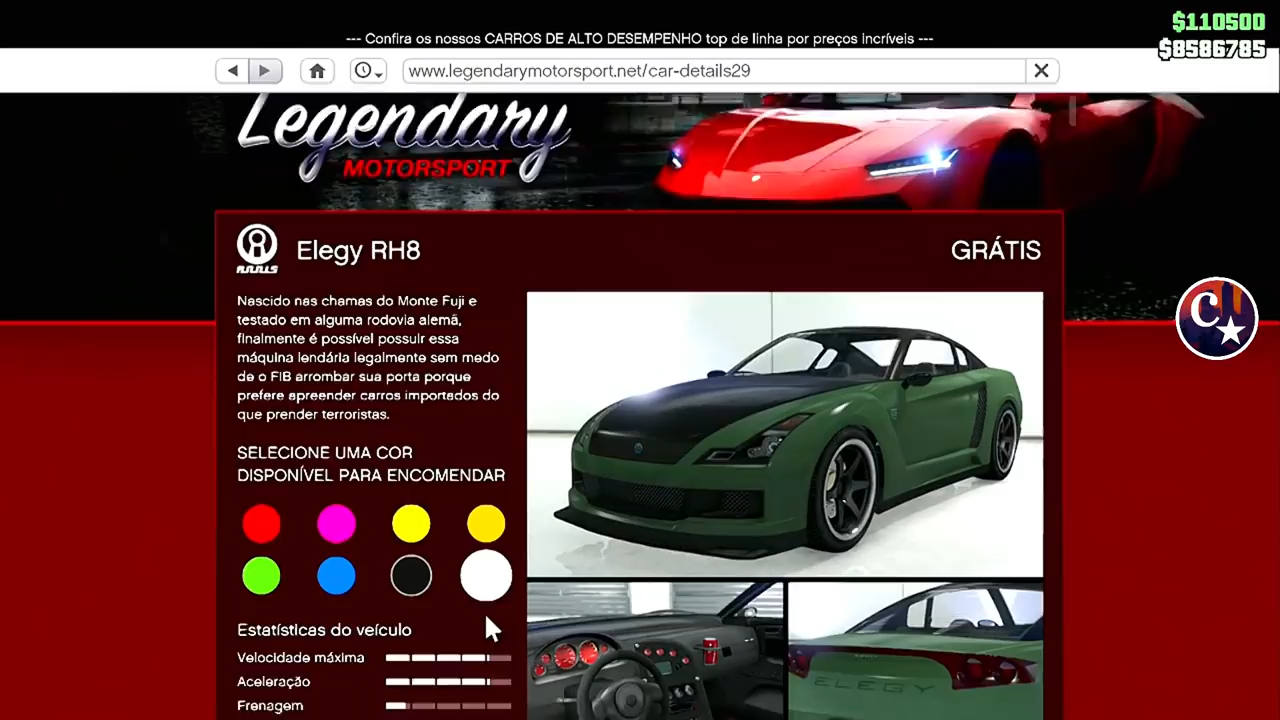 $110500
--- Confira os nossos CARROS DE ALTO DESEMPENHO top de linha por preços incríveis ---
$8586785
www.legendarymotorsport.net/car-details29
Legendary
MOTORSPORT
ANNIS
Elegy RH8
GRÁTIS
Nascido nas chamas do Monte Fuji e
testado em alguma rodovia alemã,
finalmente é possível possuir essa
máquina lendária legalmente sem medo
de o FIB arrombar sua porta porque
prefere apreender carros importados do
que prender terroristas.
SELECIONE UMA COR
DISPONÍVEL PARA ENCOMENDAR
Estatísticas do veículo
Velocidade máxima
Aceleração
Frenagem
ELEGY
C